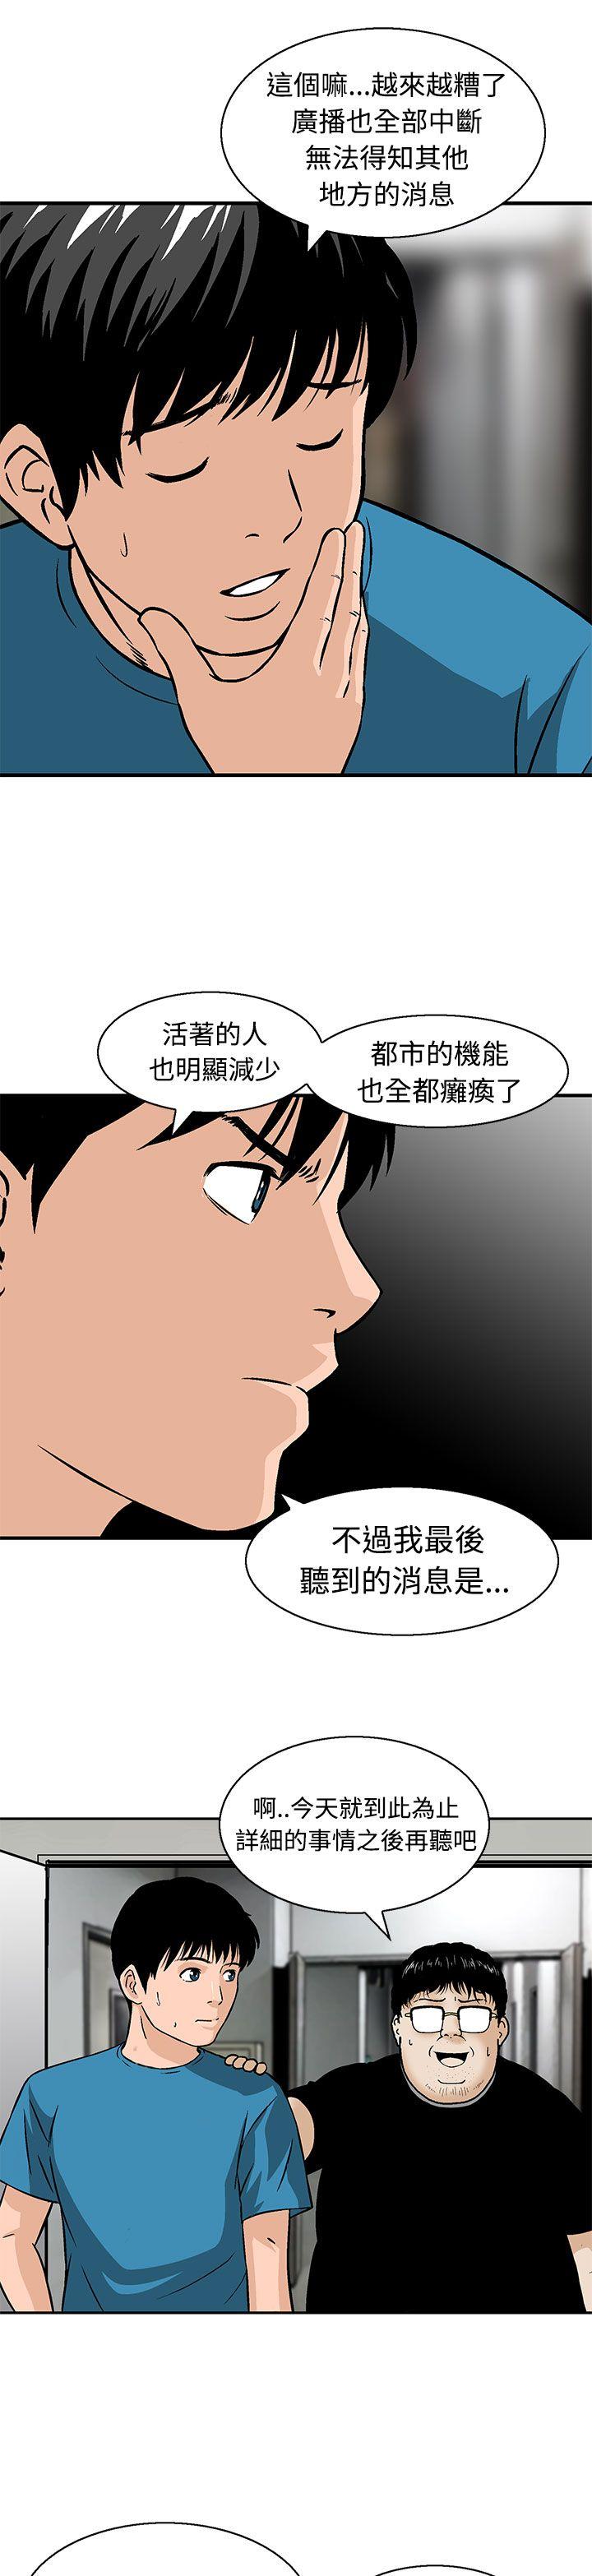 這個嘛...越來越糟了
廣播也全部中斷
無法得知其他
地方的消息
活著的人
也明顯減少
都市的機能
也全都癱瘓了
不過我最後
聽到的消息是...
啊..今天就到此為止
詳細的事情之後再聽吧